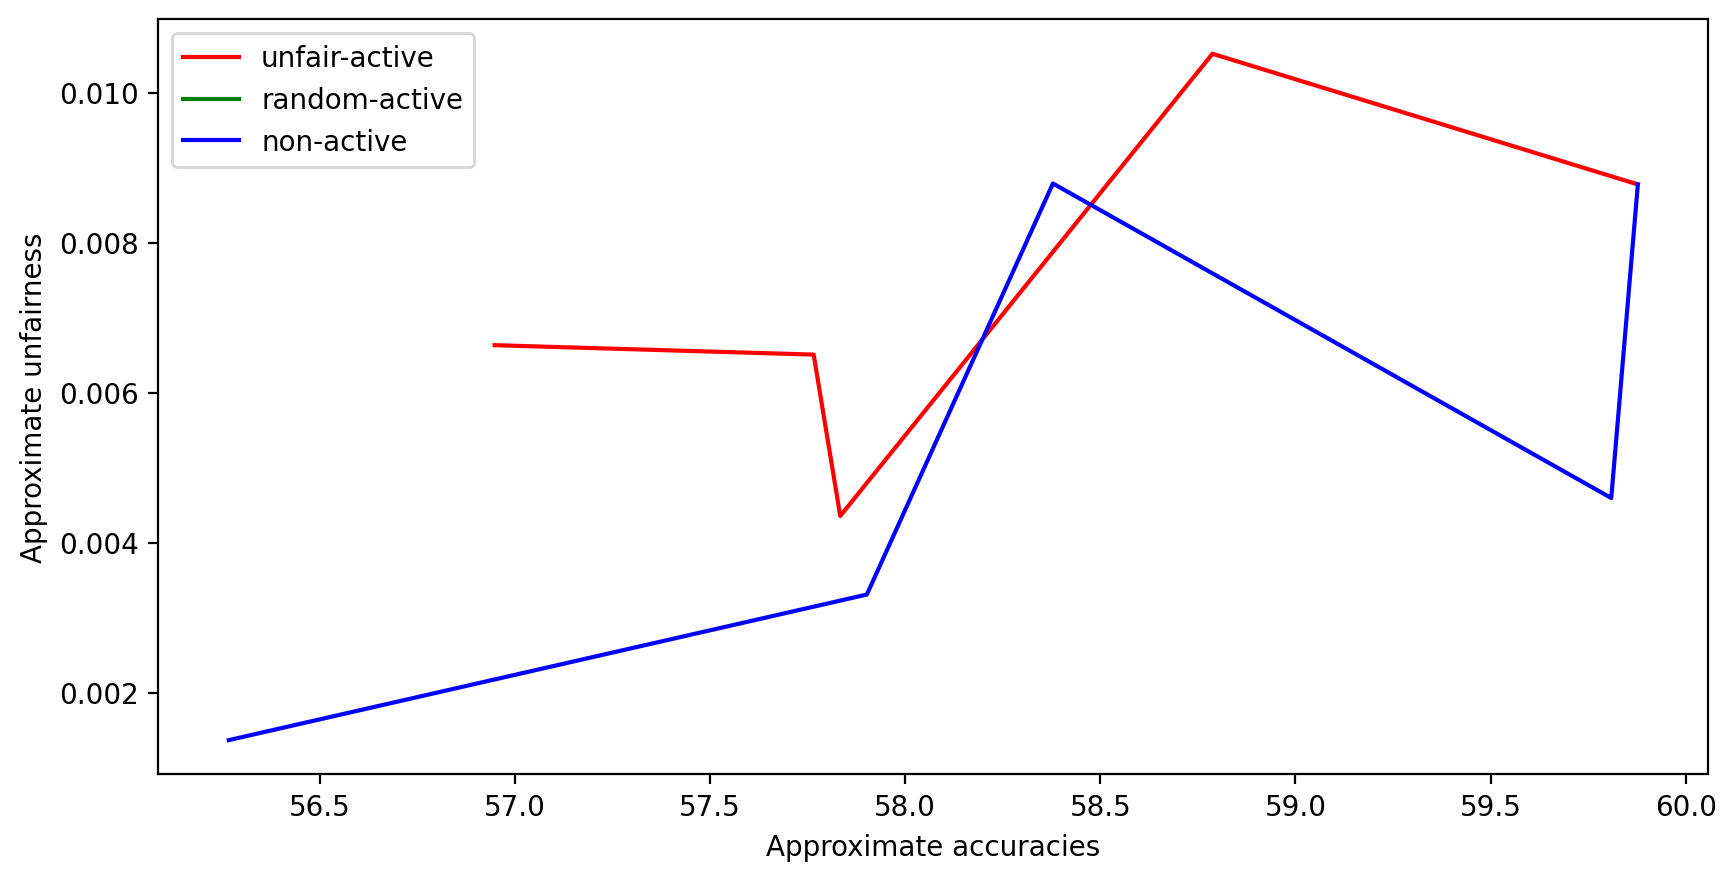 unfair-active
random-active
non-active
0.010
0.008
0.006
0.004
0.002
Approximate unfairness
56.5 57.0 57.5 58.0 58.5 59.0 59.5 60.0
Approximate accuracies